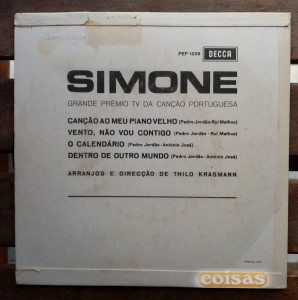 PEP 1229
DECCA
SIMONE
GRANDE PRÉMIO TV DA CANÇÃO PORTUGUESA
CANÇÃO AO MEU PIANO VELHO (Pedro Jordão-Rui Malhoa)
VENTO, NÃO VOU CONTIGO (Pedro Jordão - Rui Malhoa)
O CALENDÁRIO (Pedro Jordão-António José)
DENTRO DE OUTRO MUNDO (Pedro Jordão - António José)
ARRANJOS E DIRECÇÃO DE THILO KRASMANN
coisas